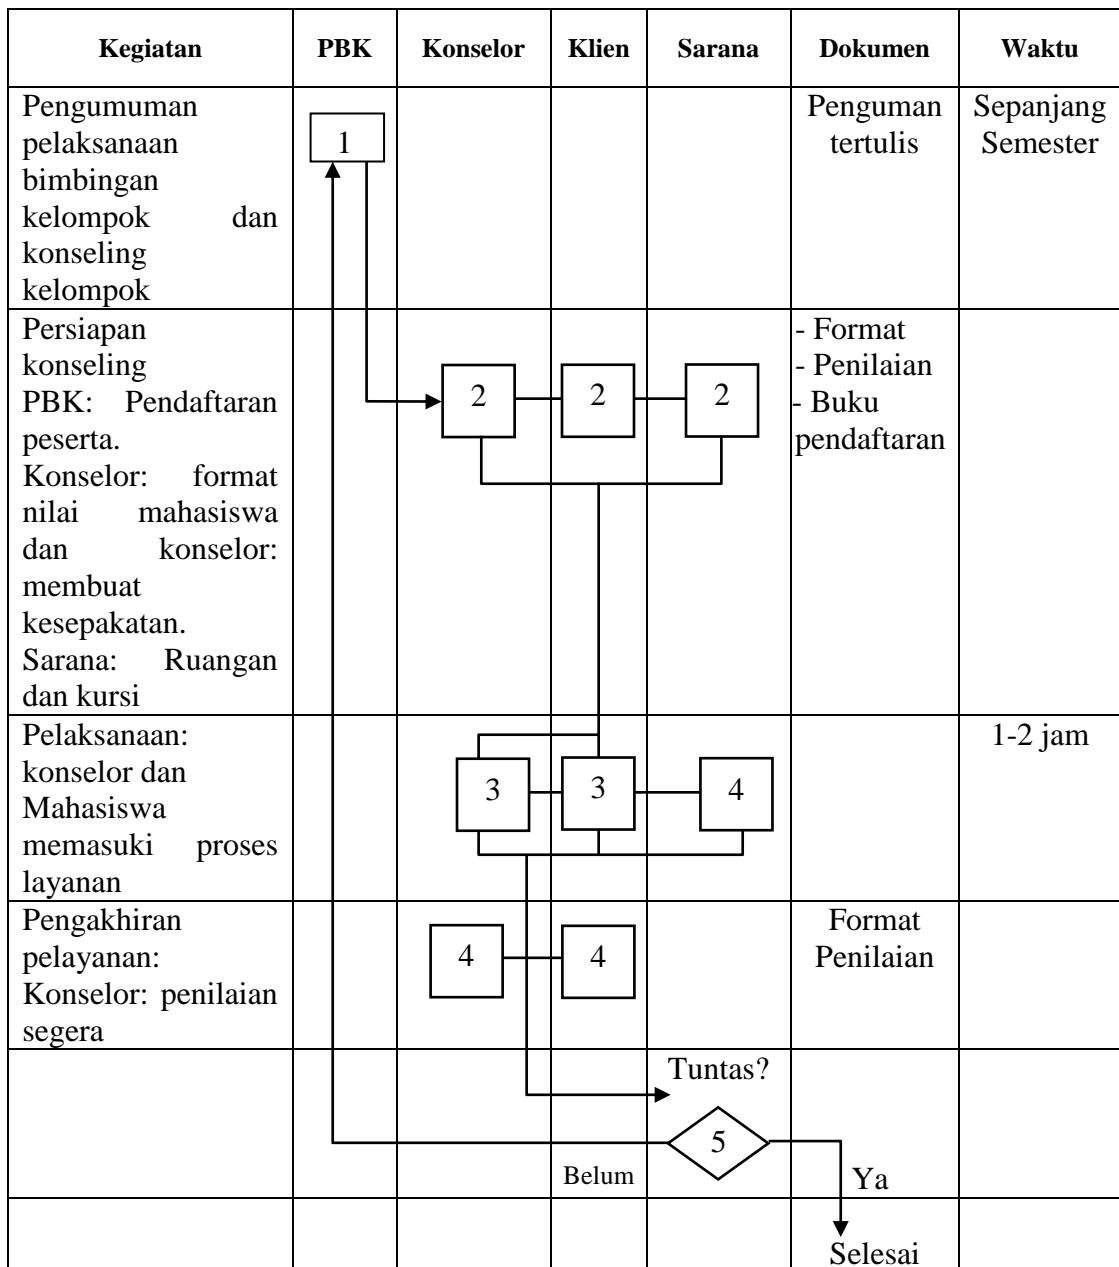 Kegiatan PBK Konselor Klien Sarana Dokumen Waktu
Pengumuman
pelaksanaan
bimbingan
kelompok dan
konseling
kelompok
1
Penguman
tertulis
Sepanjang
Semester
Persiapan
konseling
PBK: Pendaftaran
peserta.
Konselor: format
nilai mahasiswa
dan konselor:
membuat
kesepakatan.
Sarana: Ruangan
dan kursi
2 2 2
- Format
- Penilaian
- Buku
pendaftaran
Pelaksanaan:
konselor dan
Mahasiswa
memasuki proses
layanan
3 3 4
1-2 jam
Pengakhiran
pelayanan:
Konselor: penilaian
segera
4 4
Format
Penilaian
Tuntas?
5
Belum
Ya
Selesai